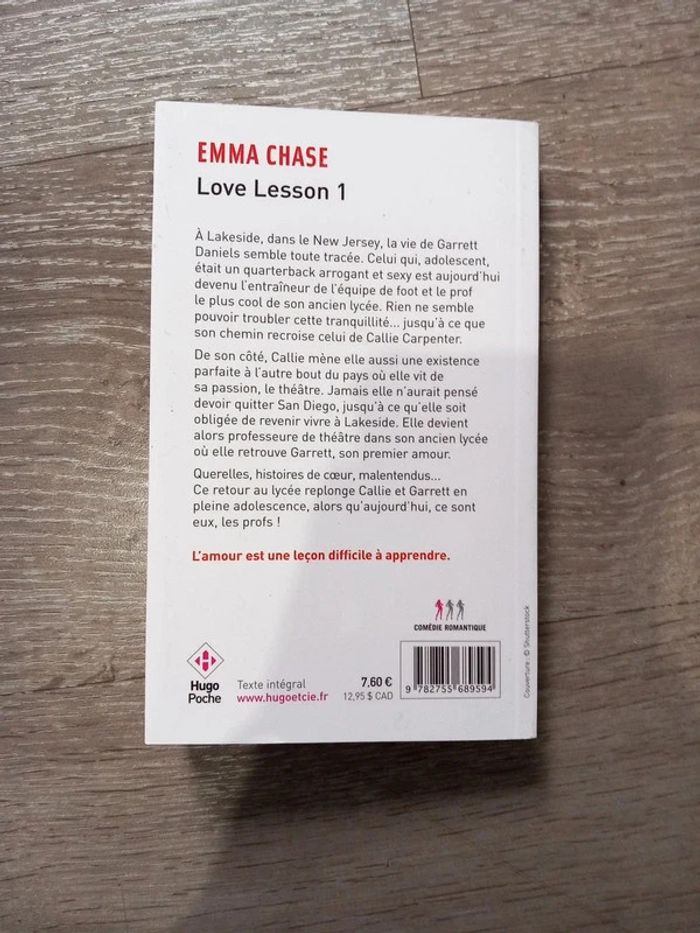 EMMA CHASE
Love Lesson 1
À Lakeside, dans le New Jersey, la vie de Garrett
Daniels semble toute tracée. Celui qui, adolescent,
était un quarterback arrogant et sexy est aujourd'hui
devenu l'entraîneur de l'équipe de foot et le prof
le plus cool de son ancien lycée. Rien ne semble
pouvoir troubler cette tranquillité... jusqu'à ce que
son chemin recroise celui de Callie Carpenter.
De son côté, Callie mène elle aussi une existence
parfaite à l'autre bout du pays où elle vit de
sa passion, le théâtre. Jamais elle n'aurait pensé
devoir quitter San Diego, jusqu'à ce qu'elle soit
obligée de revenir vivre à Lakeside. Elle devient
alors professeure de théâtre dans son ancien lycée
où elle retrouve Garrett, son premier amour.
Querelles, histoires de cœur, malentendus...
Ce retour au lycée replonge Callie et Garrett en
pleine adolescence, alors qu'aujourd'hui, ce sont
eux, les profs !
L'amour est une leçon difficile à apprendre.
COMÉDIE ROMANTIQUE
Hugo
Poche
Texte intégral
www.hugoetcie.fr
7,60 €
12,95 $ CAD
9 782755 689594
Couverture : © Shutterstock